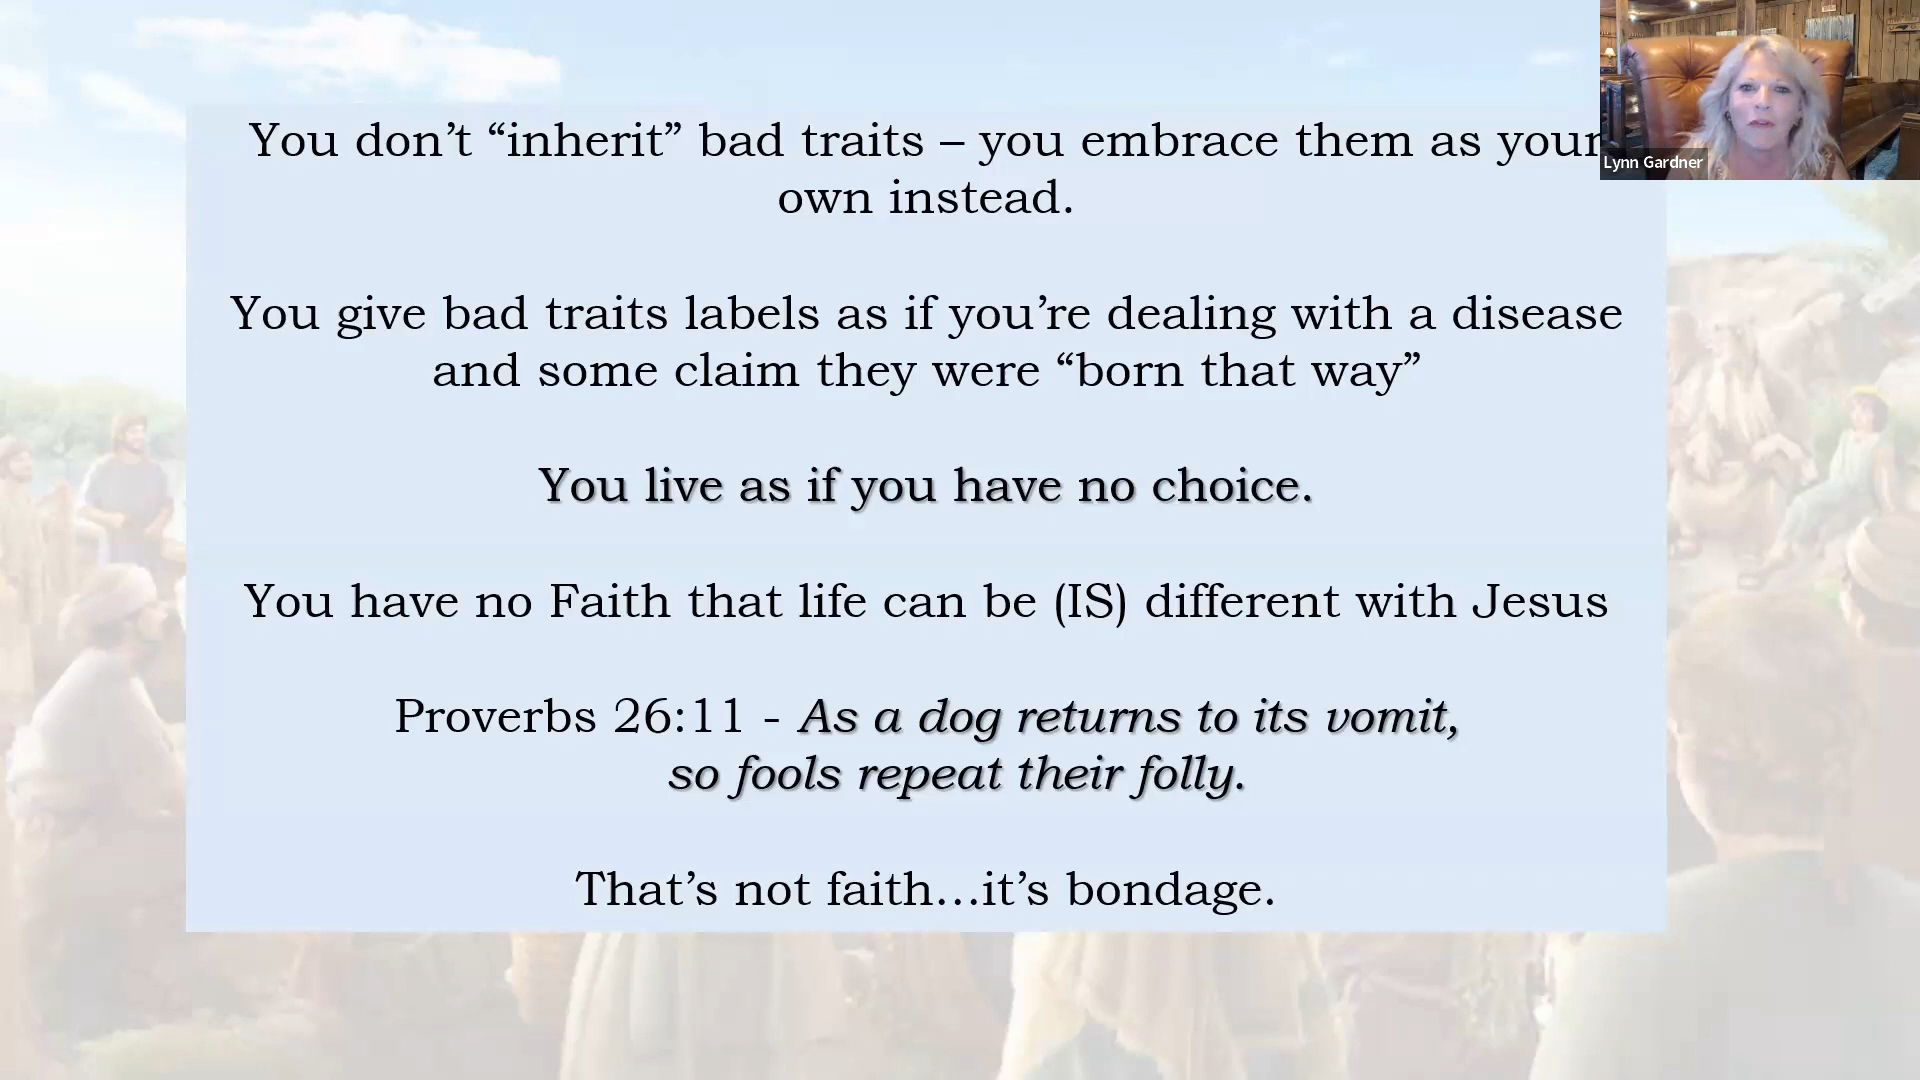 You don’t “inherit” bad traits – you embrace them as your
own instead.
You give bad traits labels as if you’re dealing with a disease
and some claim they were “born that way”
You live as if you have no choice.
You have no Faith that life can be (IS) different with Jesus
Proverbs 26:11 - As a dog returns to its vomit,
so fools repeat their folly.
That’s not faith…it’s bondage.
Lynn Gardner